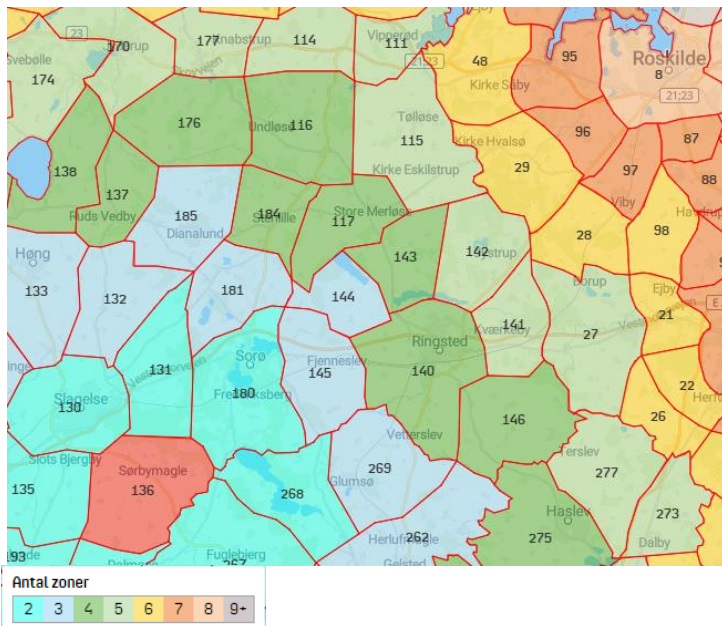 23
170
177
Knabstrup
114
Vipperød
111
21;23
48
95
Roskilde
8
Svebølle
174
Skovvejen
Kirke Såby
21;23
176
Undløse
116
Tølløse
115
Kirke Hvalsø
96
87
138
137
Kirke Eskilstrup
29
97
88
Ruds Vedby
185
Dianalund
184
Stenlille
Store Merløse
117
Viby
Høng
133
132
181
144
143
142
28
98
Borup
Ejby
E
131
Sorø
Fjenneslev
145
Ringsted
140
Kværkeby
141
27
21
130
Slagelse
180
Frederiksberg
146
22
26
Slots Bjergby
135
Sørbymagle
136
Vetterslev
269
Glumsø
268
Terslev
277
273
Dalby
Haslev
275
Herlufmagle
262
Gelsted
193
Fuglebjerg
267
Antal zoner
2 3 4 5 6 7 8 9+